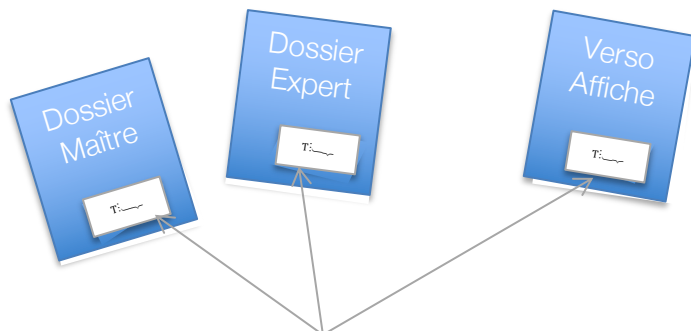 Dossier
Maître
T:
Dossier
Expert
T:
Verso
Affiche
T: